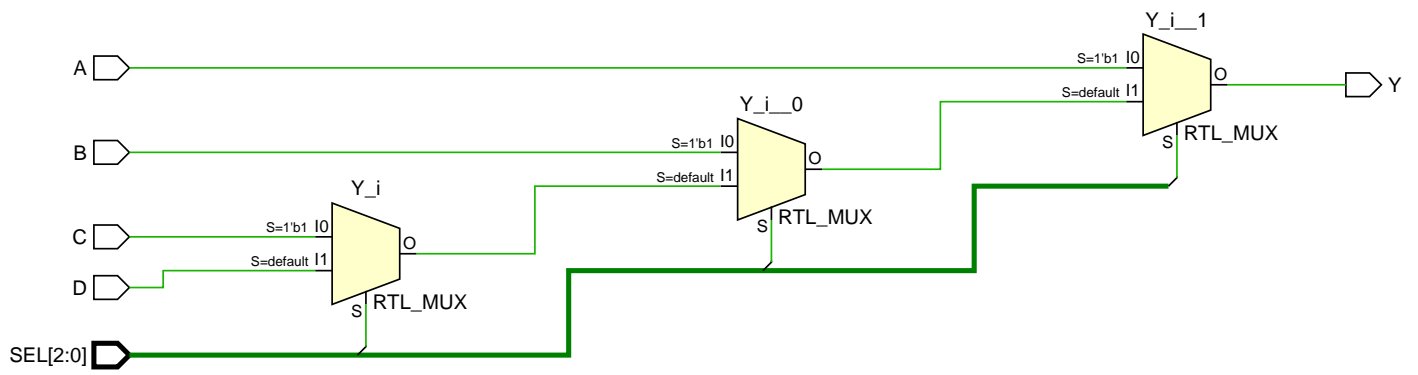 Y_i__1
S=1'b1 I0
A
O
Y
S=default I1
Y_i__0
S RTL_MUX
S=1'b1 I0
B
O
S=default I1
Y_i
S RTL_MUX
S=1'b1 I0
C
O
S=default I1
D
S RTL_MUX
SEL[2:0]